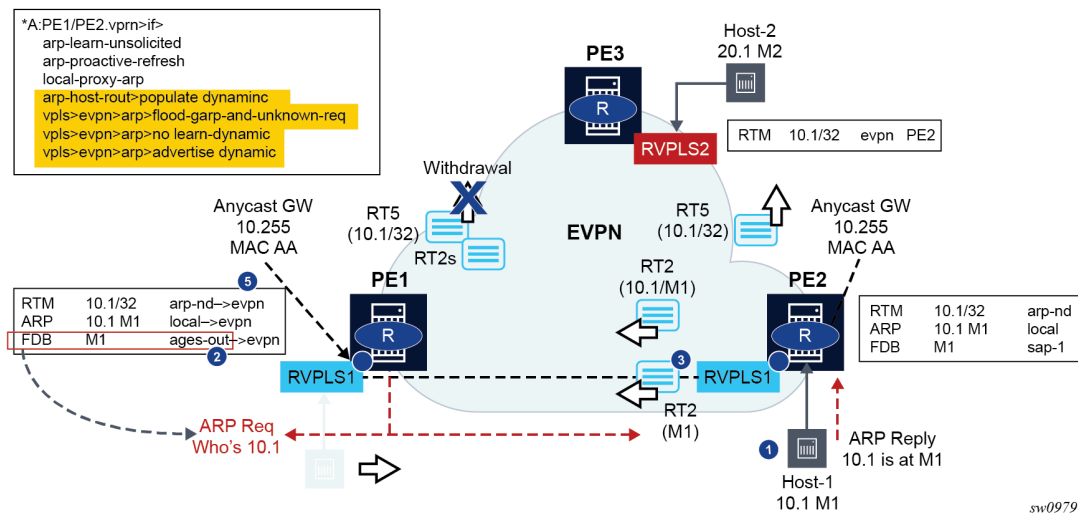 *A:PE1/PE2.vprn>if>
arp-learn-unsolicited
arp-proactive-refresh
local-proxy-arp
arp-host-rout>populate dynaminc
vpls>evpn>arp>flood-garp-and-unknown-req
vpls>evpn>arp>no learn-dynamic
vpls>evpn>arp>advertise dynamic
Host-2
20.1 M2
PE3
R
RVPLS2
RTM 10.1/32 evpn PE2
Withdrawal
X
RT5
(10.1/32)
RT2s
EVPN
RT5
(10.1/32)
Anycast GW
10.255
MAC AA
Anycast GW
10.255
MAC AA
5
PE1
R
RT2
(10.1/M1)
PE2
R
RTM 10.1/32 arp-nd–>evpn
ARP 10.1 M1 local–>evpn
FDB M1 ages-out–>evpn
2
RTM 10.1/32 arp-nd
ARP 10.1 M1 local
FDB M1 sap-1
RVPLS1
3
RVPLS1
RT2
(M1)
ARP Req
Who's 10.1
1
Host-1
10.1 M1
ARP Reply
10.1 is at M1
sw0979